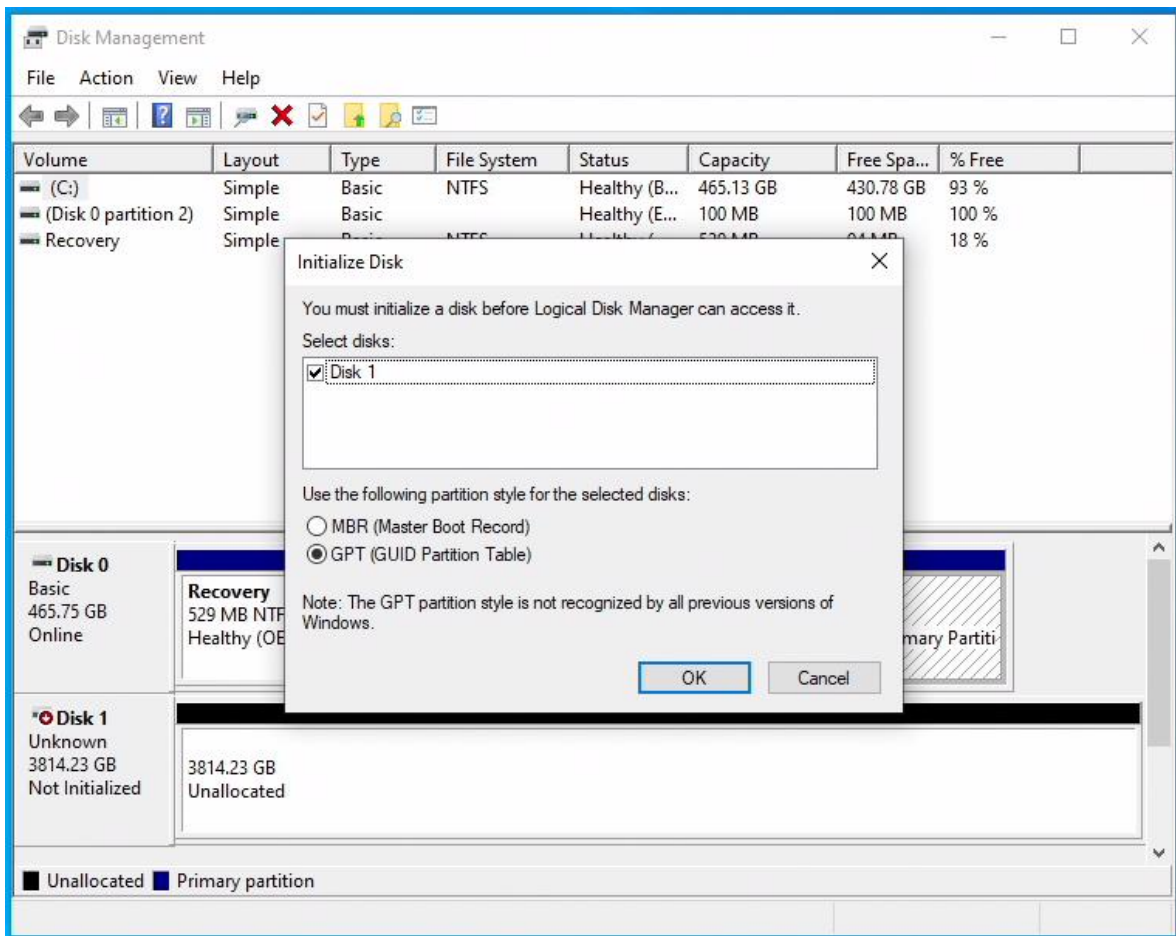 Disk Management
File Action View Help
Volume Layout Type File System Status Capacity Free Spa... % Free
(C:) Simple Basic NTFS Healthy (B... 465.13 GB 430.78 GB 93 %
(Disk 0 partition 2) Simple Basic Healthy (E... 100 MB 100 MB 100 %
Recovery Simple 18 %
Initialize Disk
You must initialize a disk before Logical Disk Manager can access it.
Select disks:
Disk 1
Use the following partition style for the selected disks:
MBR (Master Boot Record)
GPT (GUID Partition Table)
Note: The GPT partition style is not recognized by all previous versions of
Windows.
OK Cancel
Disk 0
Basic
465.75 GB
Online
Recovery
529 MB NTF
Healthy (OE
mary Partiti
Disk 1
Unknown
3814.23 GB
Not Initialized
3814.23 GB
Unallocated
Unallocated Primary partition